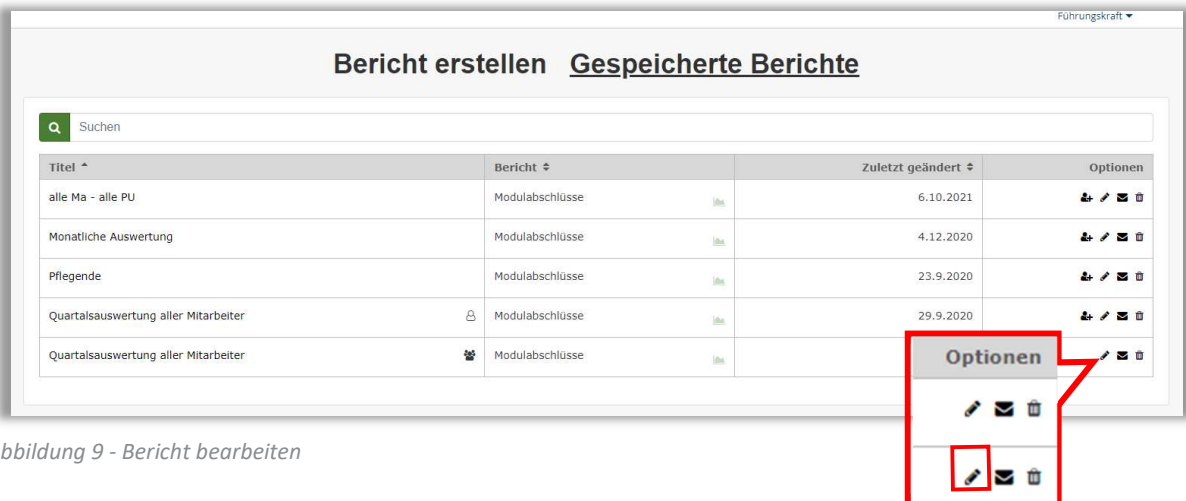 Führungskraft
Bericht erstellen Gespeicherte Berichte
Suchen
Titel Bericht Zuletzt geändert Optionen
alle Ma - alle PU Modulabschlüsse 6.10.2021
Monatliche Auswertung Modulabschlüsse 4.12.2020
Pflegende Modulabschlüsse 23.9.2020
Quartalsauswertung aller Mitarbeiter Modulabschlüsse 29.9.2020
Quartalsauswertung aller Mitarbeiter Modulabschlüsse
Optionen
bbildung 9 - Bericht bearbeiten